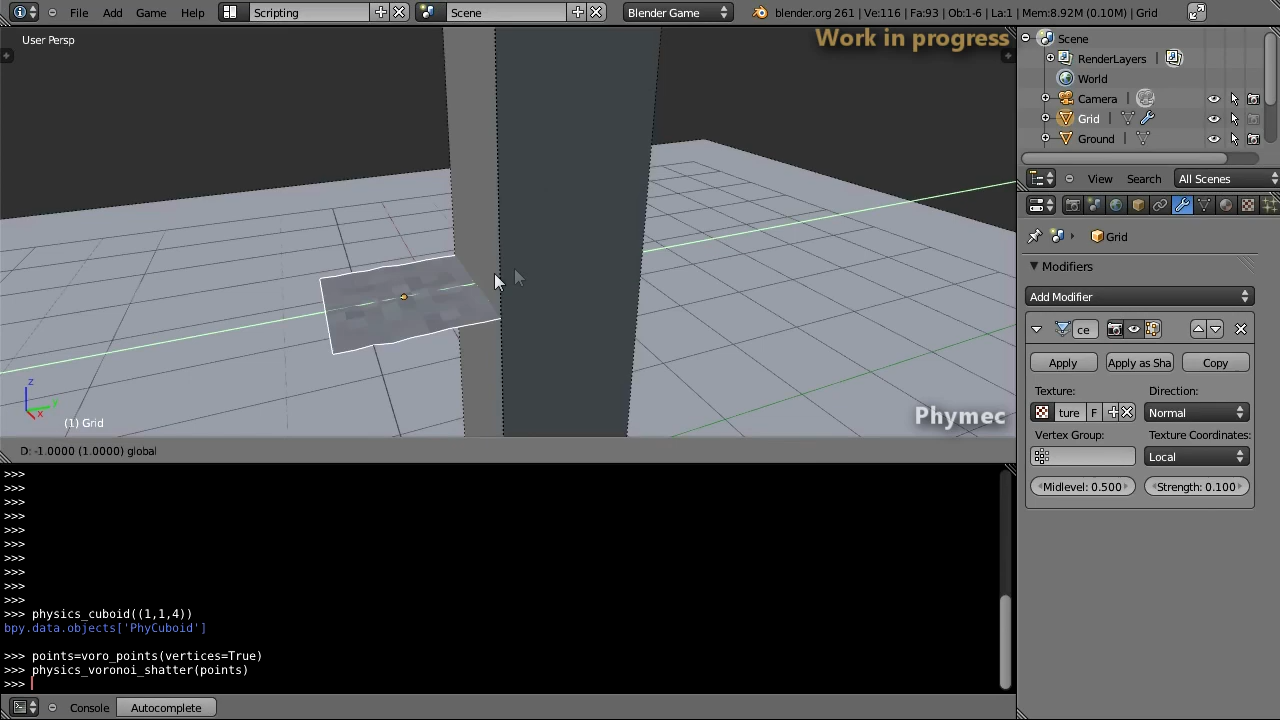 File Add Game Help Scripting Scene Blender Game blender.org 261 | Ve:116 | Fa:93 | Ob:1-6 | La:1 | Mem:8.92M (0.10M) | Grid
User Persp
Work in progress
Scene
RenderLayers
World
Camera
Grid
Ground
View Search All Scenes
Grid
Modifiers
Add Modifier
ce
Apply Apply as Sha Copy
Texture: Direction:
ture F Normal
Vertex Group: Texture Coordinates:
Local
Midlevel: 0.500 Strength: 0.100
z
y
x
(1) Grid
Phymec
D: -1.0000 (1.0000) global
>>>
>>>
>>>
>>>
>>>
>>>
>>>
>>>
>>>
>>>
>>> physics_cuboid((1,1,4))
bpy.data.objects['PhyCuboid']
>>> points=voro_points(vertices=True)
>>> physics_voronoi_shatter(points)
>>>
Console Autocomplete